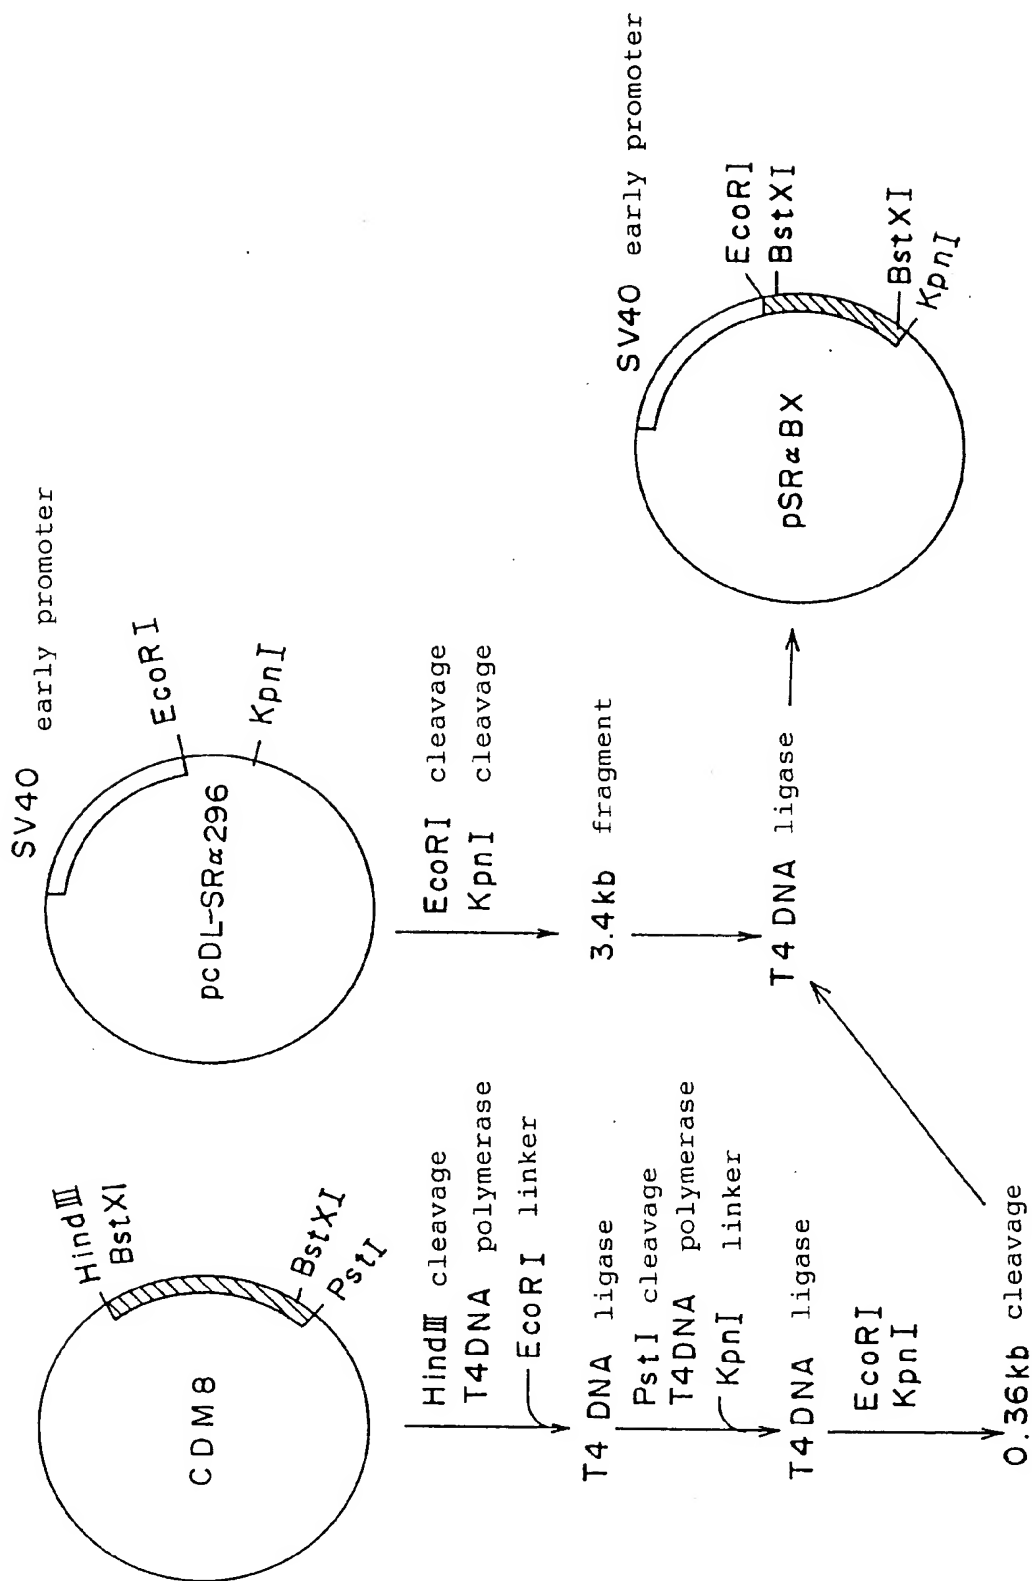 CDM8
HindⅢ
BstXI
BstXI
PstI
HindⅢ cleavage
T4DNA polymerase
EcoRI linker
T4 DNA ligase
PstI cleavage
T4DNA polymerase
KpnI linker
T4DNA ligase
EcoRI
KpnI
0.36kb cleavage
SV40 early promoter
EcoRI
KpnI
pcDL-SRα296
EcoRI cleavage
KpnI cleavage
3.4kb fragment
T4 DNA ligase
SV40 early promoter
EcoRI
BstXI
BstXI
KpnI
pSRαBX